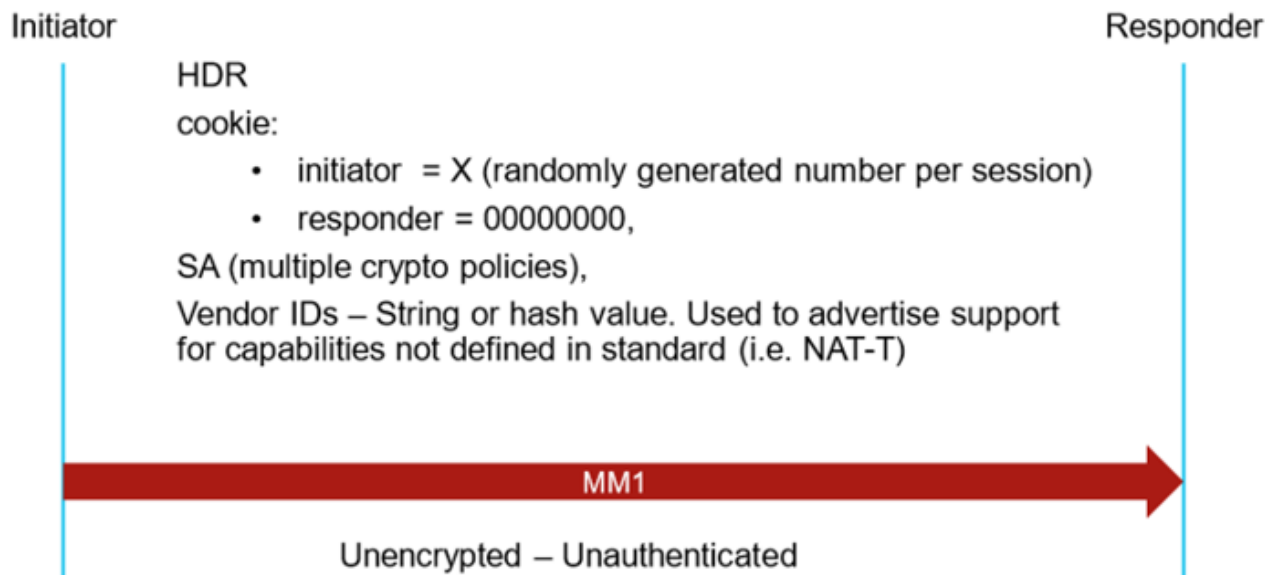 Initiator
Responder
HDR
cookie:
• initiator = X (randomly generated number per session)
• responder = 00000000,
SA (multiple crypto policies),
Vendor IDs – String or hash value. Used to advertise support
for capabilities not defined in standard (i.e. NAT-T)
MM1
Unencrypted – Unauthenticated